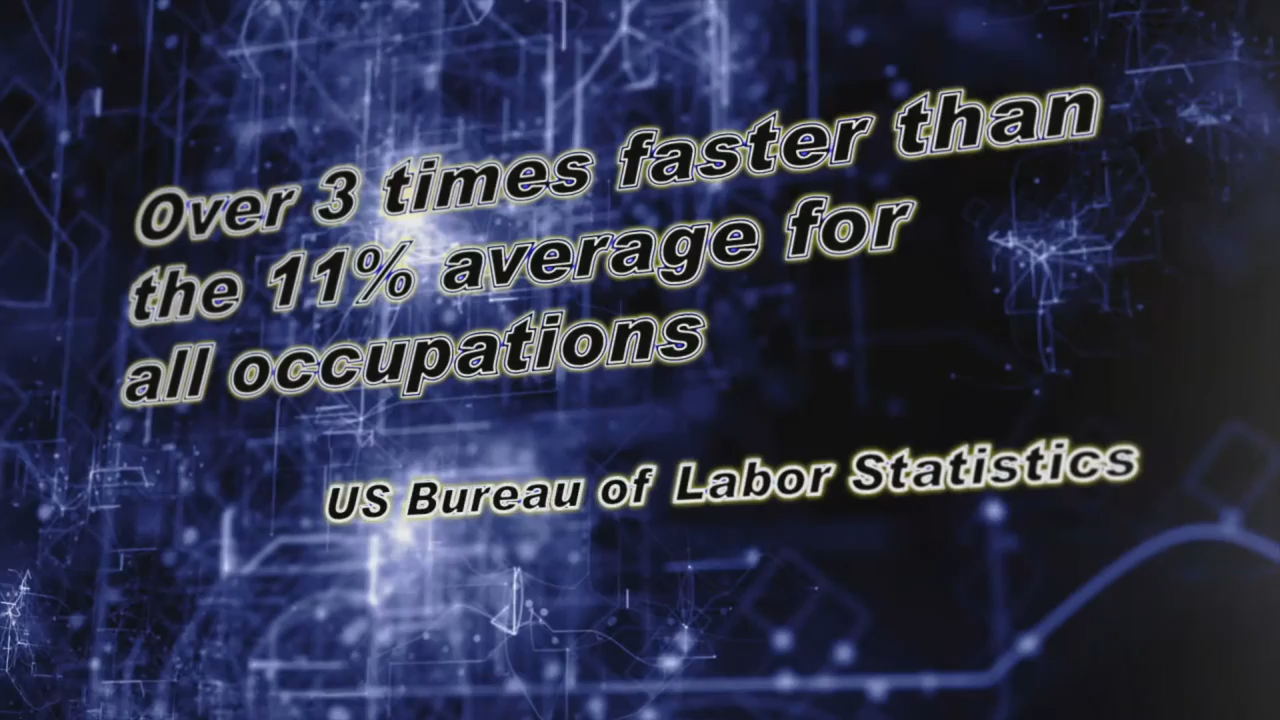 Over 3 times faster than
the 11% average for
all occupations
US Bureau of Labor Statistics